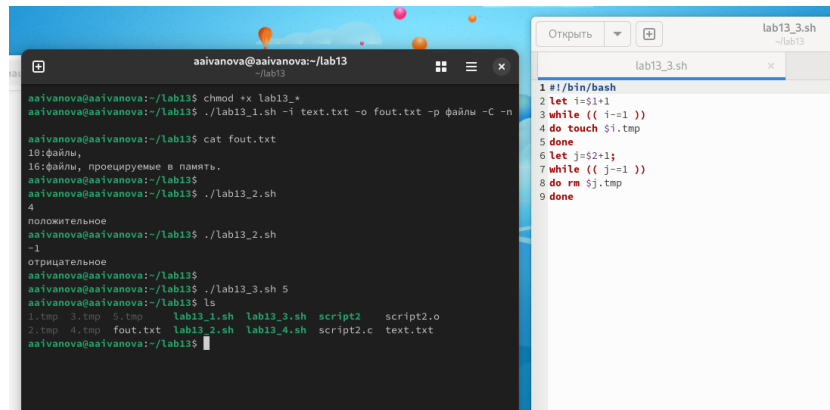 aaivanova@aaivanova:~/lab13
~/lab13
aaivanova@aaivanova:~/lab13$ chmod +x lab13_*
aaivanova@aaivanova:~/lab13$ ./lab13_1.sh -i text.txt -o fout.txt -p файлы -C -n
aaivanova@aaivanova:~/lab13$ cat fout.txt
10:файлы,
16:файлы, проецируемые в память.
aaivanova@aaivanova:~/lab13$
aaivanova@aaivanova:~/lab13$ ./lab13_2.sh
4
положительное
aaivanova@aaivanova:~/lab13$ ./lab13_2.sh
-1
отрицательное
aaivanova@aaivanova:~/lab13$
aaivanova@aaivanova:~/lab13$ ./lab13_3.sh 5
aaivanova@aaivanova:~/lab13$ ls
1.tmp 3.tmp 5.tmp lab13_1.sh lab13_3.sh script2 script2.o
2.tmp 4.tmp fout.txt lab13_2.sh lab13_4.sh script2.c text.txt
aaivanova@aaivanova:~/lab13$
Открыть
lab13_3.sh
~/lab13
lab13_3.sh
1 #!/bin/bash
2 let i=$1+1
3 while (( i-=1 ))
4 do touch $i.tmp
5 done
6 let j=$2+1;
7 while (( j-=1 ))
8 do rm $j.tmp
9 done